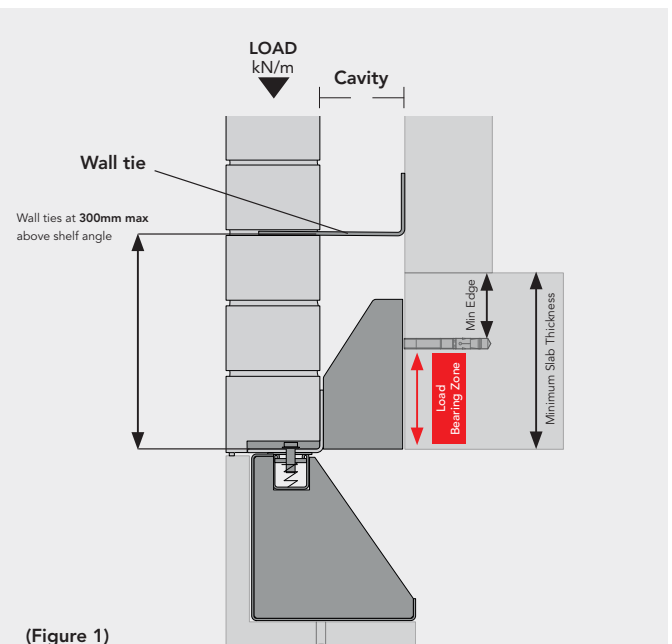 LOAD
kN/m
Cavity
Wall tie
Wall ties at 300mm max
above shelf angle
Min Edge
Minimum Slab Thickness
Load
Bearing Zone
(Figure 1)